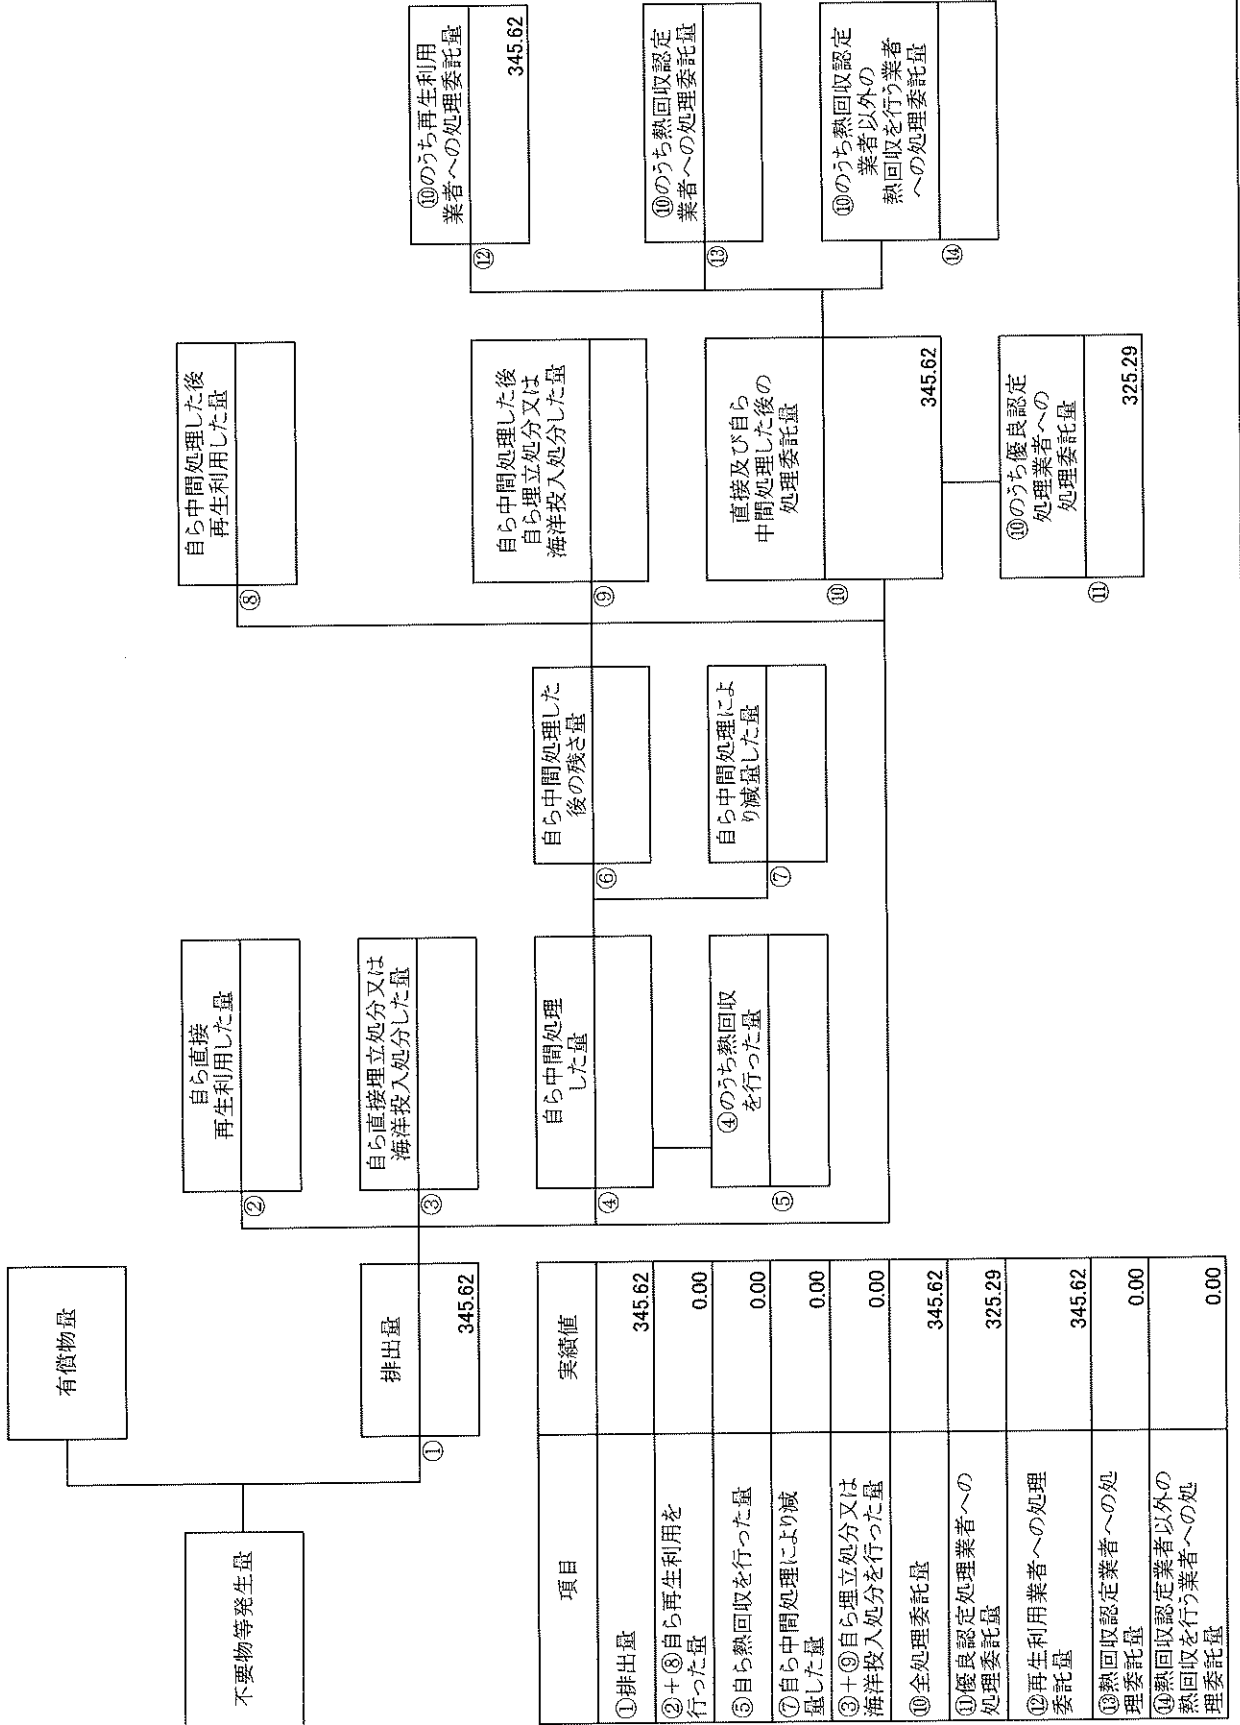 不要物等発生量
有償物量
排出量
①
345.62
自ら直接
再生利用した量
②
自ら直接埋立処分又は
海洋投入処分した量
③
自ら中間処理
した量
④
④のうち熱回収
を行った量
⑤
自ら中間処理した
後の残さ量
⑥
自ら中間処理によ
り減量した量
⑦
自ら中間処理した後
再生利用した量
⑧
自ら中間処理した後
自ら埋立処分又は
海洋投入処分した量
⑨
直接及び自ら
中間処理した後の
処理委託量
⑩
345.62
⑩のうち優良認定
処理業者への
処理委託量
⑪
325.29
⑩のうち再生利用
業者への処理委託量
⑫
345.62
⑩のうち熱回収認定
業者への処理委託量
⑬
⑩のうち熱回収認定
業者以外の
熱回収を行う業者
への処理委託量
⑭
項目 実績値
①排出量 345.62
②+⑧自ら再生利用を
行った量 0.00
⑤自ら熱回収を行った量 0.00
⑦自ら中間処理により減
量した量 0.00
③+⑨自ら埋立処分又は
海洋投入処分を行った量 0.00
⑩全処理委託量 345.62
⑪優良認定処理業者への
処理委託量 325.29
⑫再生利用業者への処理
委託量 345.62
⑬熱回収認定業者への処
理委託量 0.00
⑭熱回収認定業者以外の
熱回収を行う業者への処
理委託量 0.00